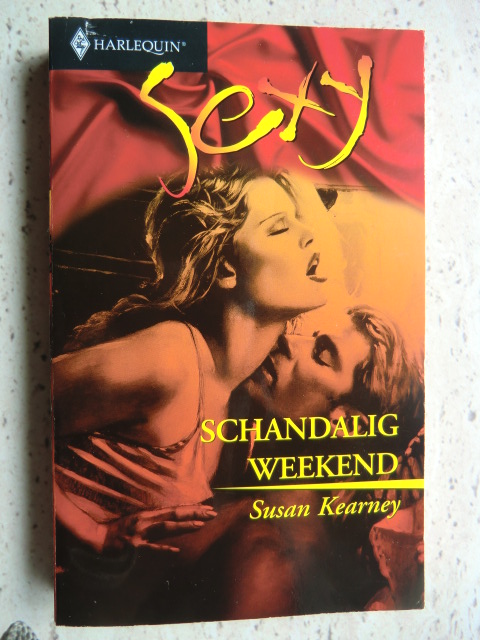 HARLEQUIN®
Sexy
SCHANDALIG
WEEKEND
Susan Kearney